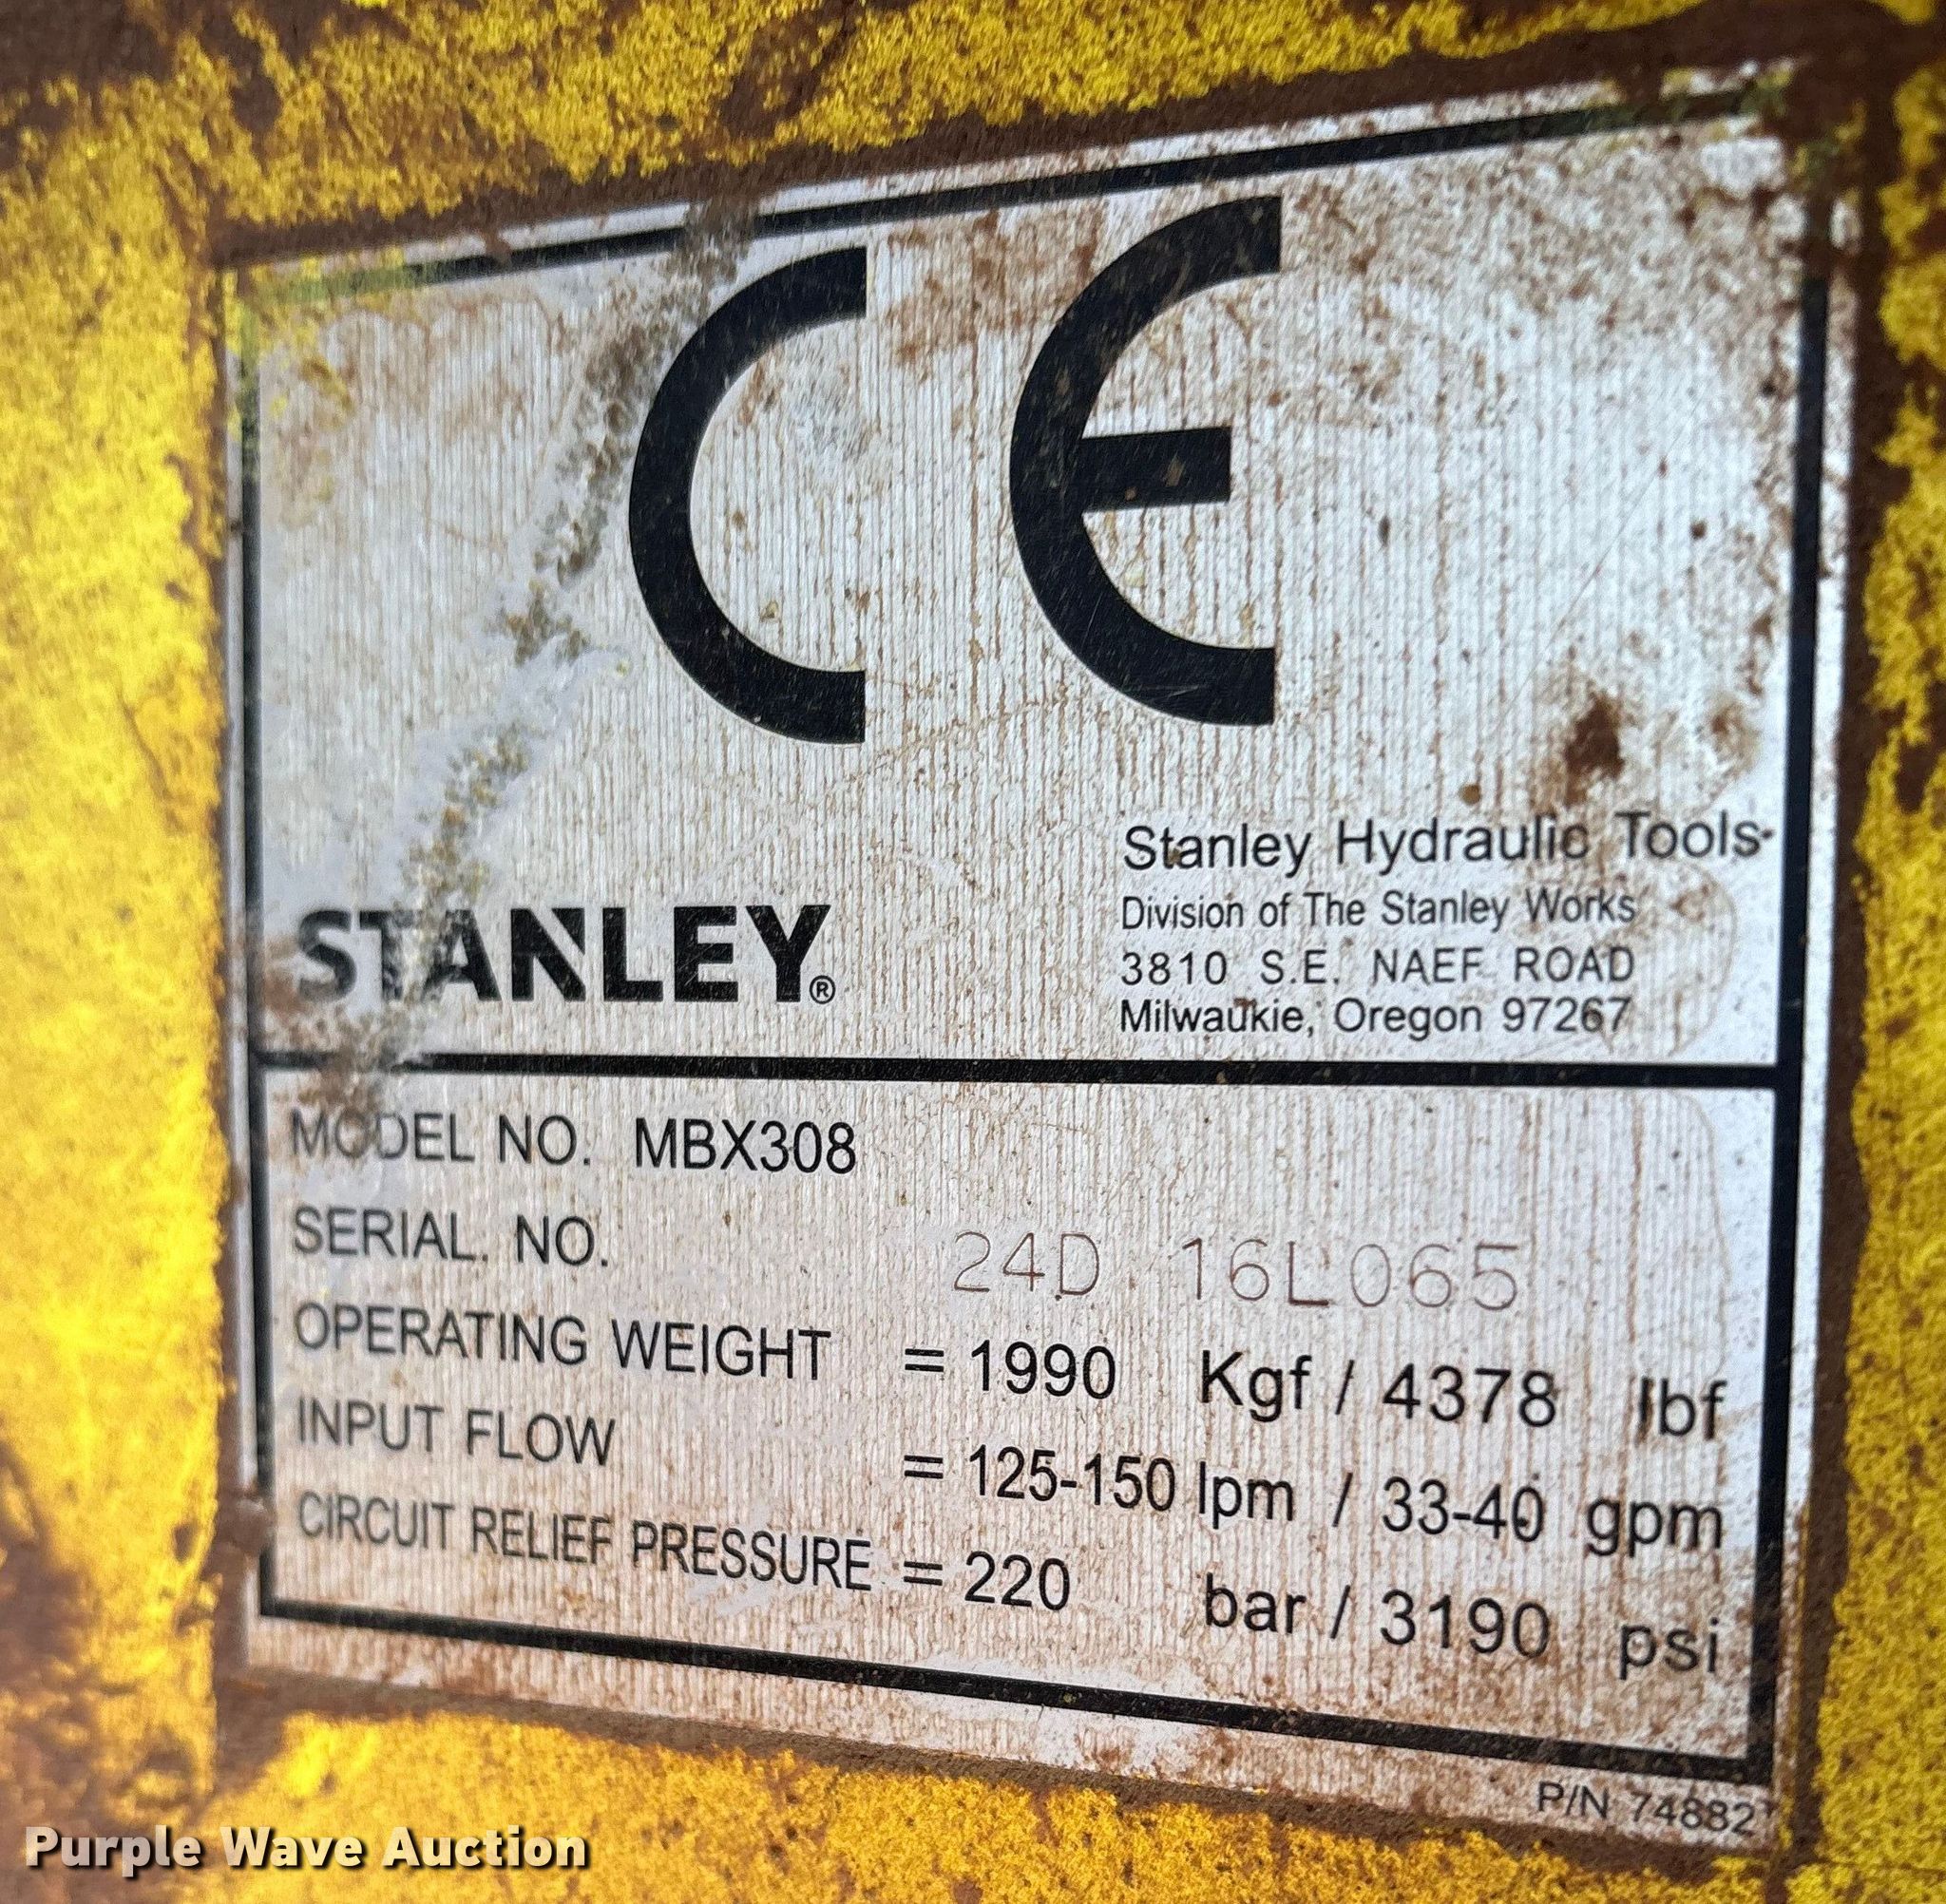 CE
STANLEY®
Stanley Hydraulic Tools
Division of The Stanley Works
3810 S.E. NAEF ROAD
Milwaukie, Oregon 97267
MODEL NO. MBX308
SERIAL. NO. 24D 16L065
OPERATING WEIGHT = 1990 Kgf / 4378 lbf
INPUT FLOW = 125-150 lpm / 33-40 gpm
CIRCUIT RELIEF PRESSURE = 220 bar / 3190 psi
P/N 74882
Purple Wave Auction